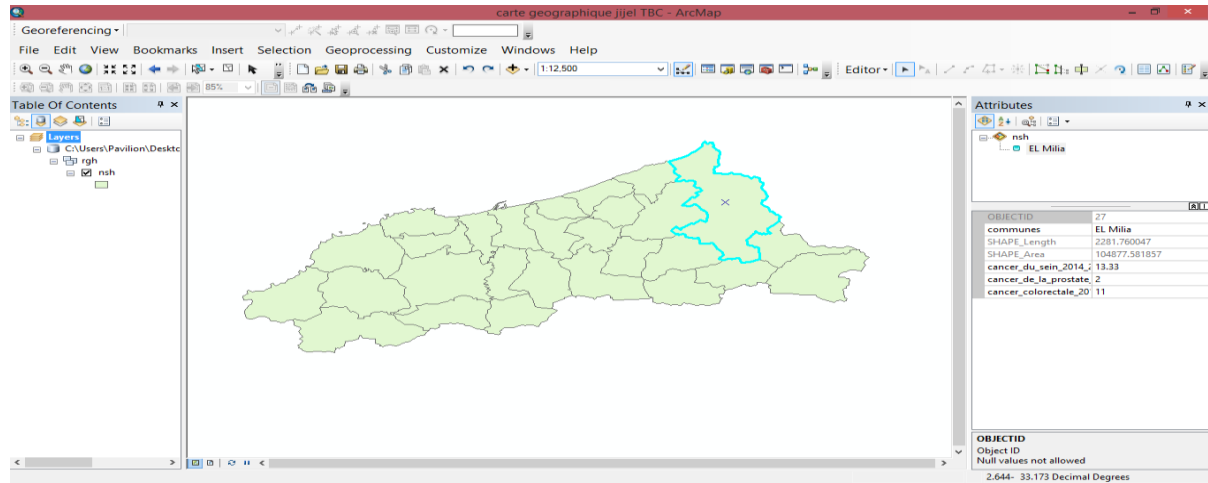 carte geographique jijel TBC - ArcMap
Georeferencing
File Edit View Bookmarks Insert Selection Geoprocessing Customize Windows Help
1:12,500
Editor
85%
Table Of Contents
Layers
C:\Users\Pavilion\Deskto
rgh
nsh
Attributes
nsh
EL Milia
OBJECTID 27
communes EL Milia
SHAPE_Length 2281.760047
SHAPE_Area 104877.581857
cancer_du_sein_2014_ 13.33
cancer_de_la_prostate_ 2
cancer_colorectale_20 11
OBJECTID
Object ID
Null values not allowed
2.644- 33.173 Decimal Degrees